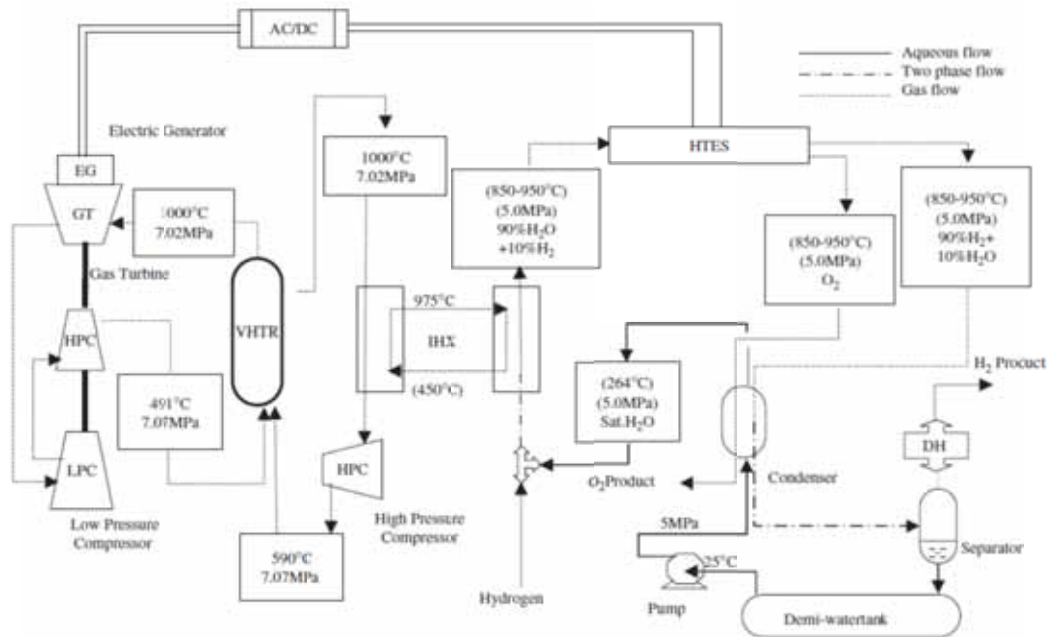 AC/DC
Aqueous flow
Two phase flow
Gas flow
Electric Generator
EG
GT
1000°C
7.02MPa
Gas Turbine
HPC
491°C
7.07MPa
LPC
Low Pressure
Compressor
VHTR
590°C
7.07MPa
1000°C
7.02MPa
975°C
IHX
(450°C)
HPC
High Pressure
Compressor
(850-950°C)
(5.0MPa)
90%H₂O
+10%H₂
HTES
(850-950°C)
(5.0MPa)
O₂
(850-950°C)
(5.0MPa)
90%H₂+
10%H₂O
(264°C)
(5.0MPa)
Sat.H₂O
O₂Product
Condenser
H₂ Product
DH
Separator
5MPa
25°C
Pump
Hydrogen
Demi-watertank